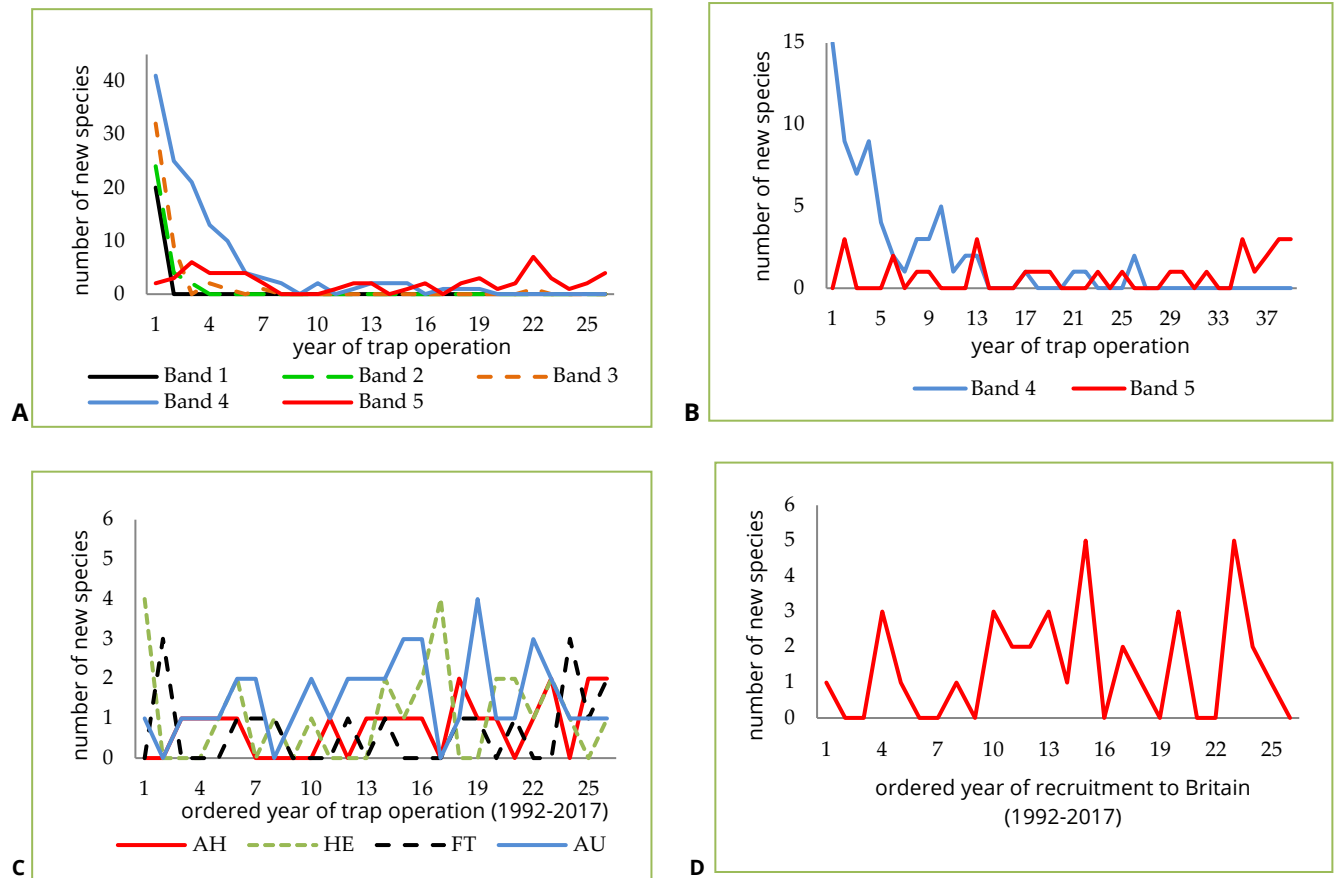 number of new species
40
30
20
10
0
1 4 7 10 13 16 19 22 25
year of trap operation
Band 1 Band 2 Band 3
Band 4 Band 5
A
number of new species
15
10
5
0
1 5 9 13 17 21 25 29 33 37
year of trap operation
Band 4 Band 5
B
number of new species
6
5
4
3
2
1
0
1 4 7 10 13 16 19 22 25
ordered year of trap operation (1992-2017)
AH HE FT AU
C
number of new species
6
5
4
3
2
1
0
1 4 7 10 13 16 19 22 25
ordered year of recruitment to Britain
(1992-2017)
D